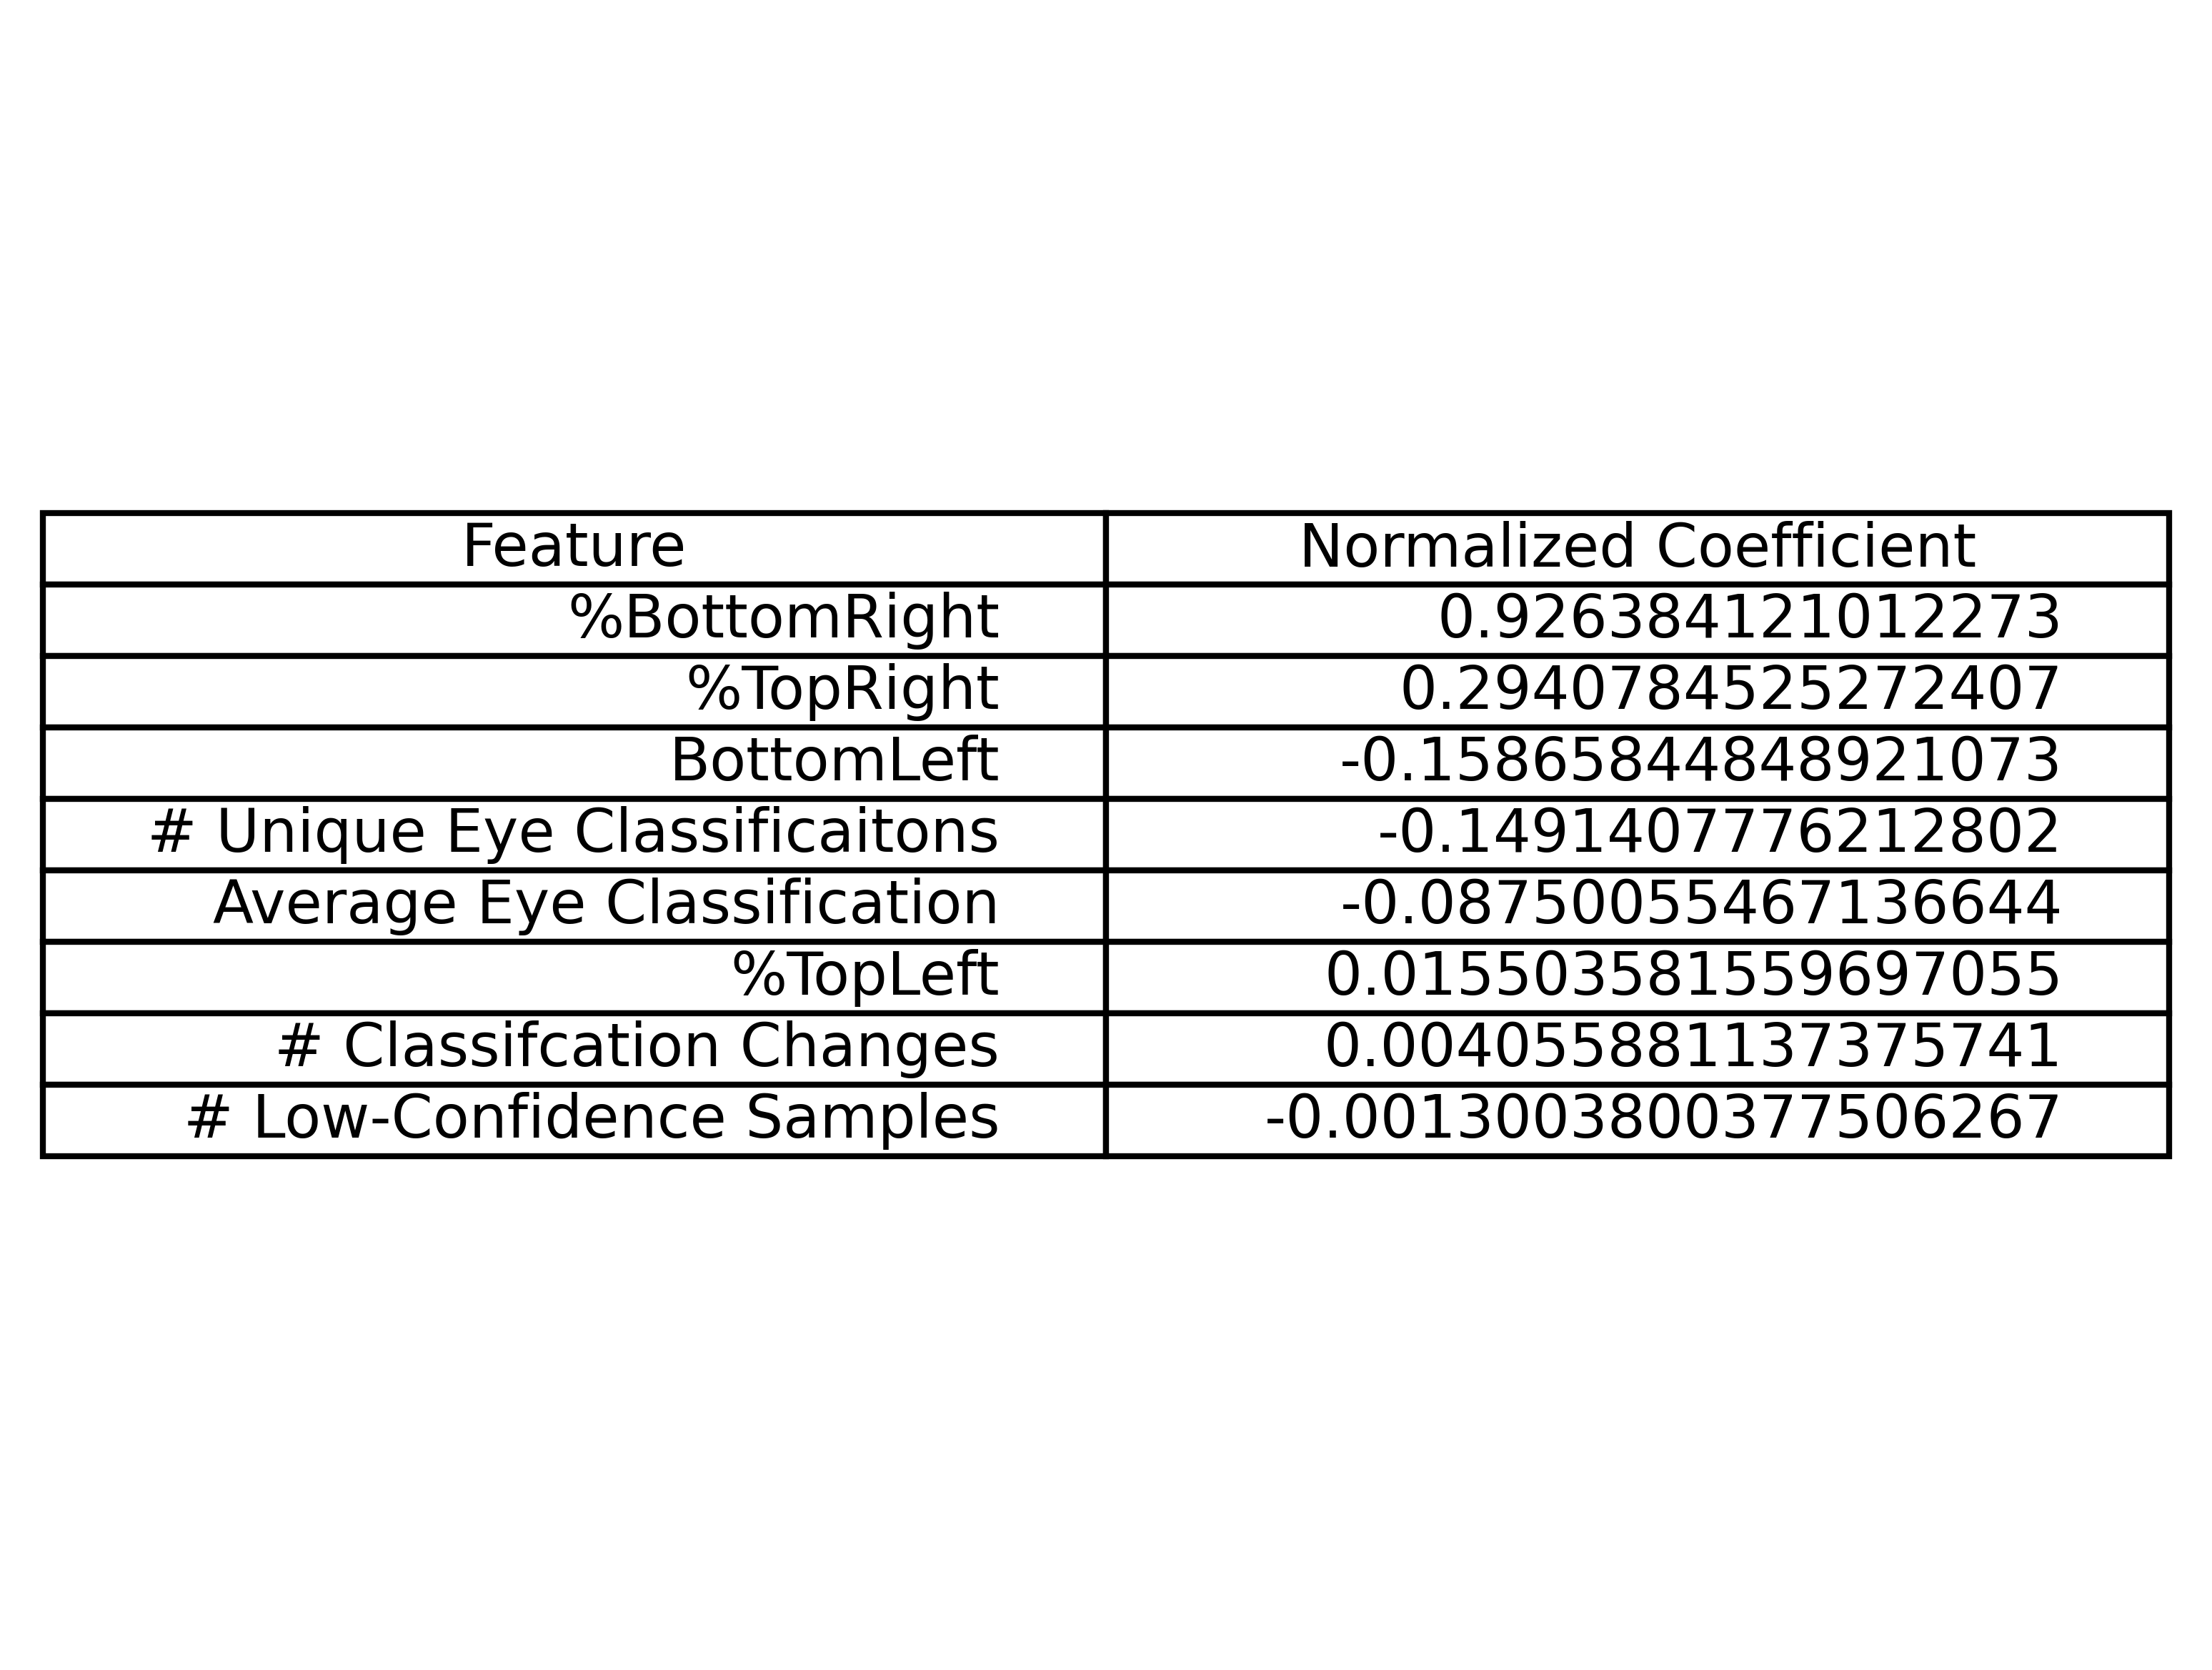 Feature Normalized Coefficient
%BottomRight 0.926384121012273
%TopRight 0.2940784525272407
BottomLeft -0.15865844848921073
# Unique Eye Classificaitons -0.1491407776212802
Average Eye Classification -0.08750055467136644
%TopLeft 0.015503581559697055
# Classifcation Changes 0.004055881137375741
# Low-Confidence Samples -0.0013003800377506267